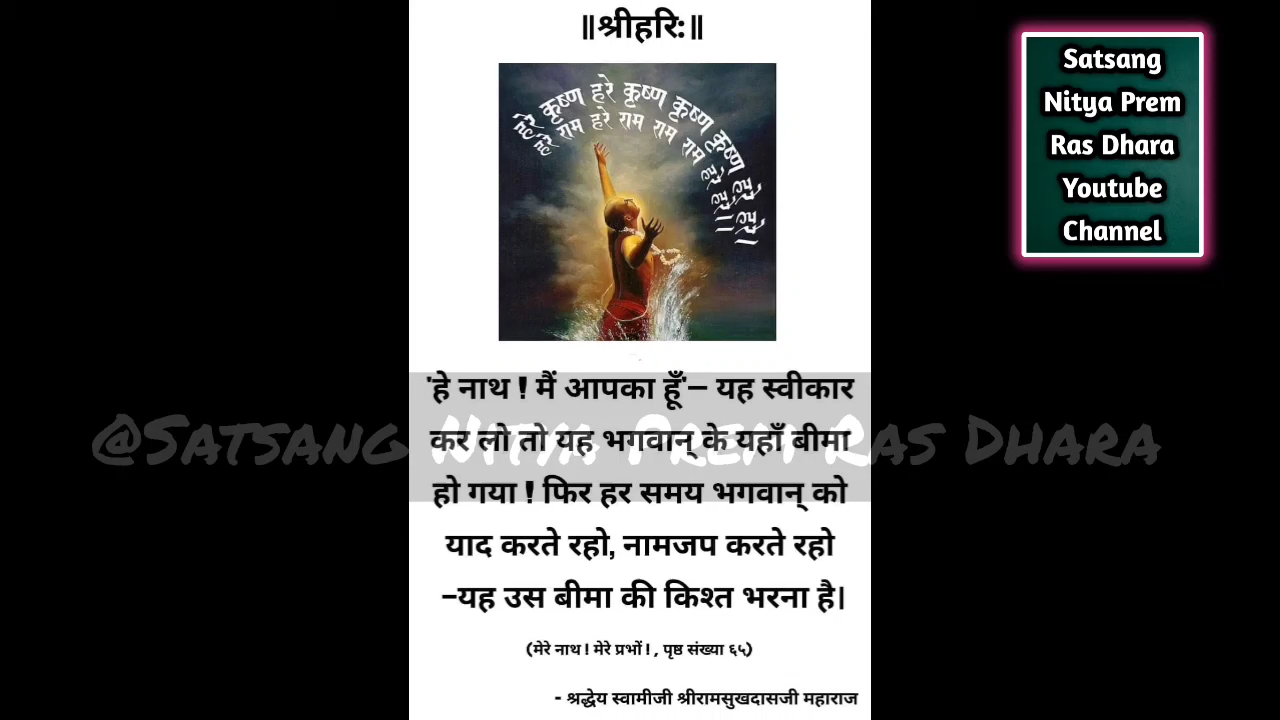 ॥श्रीहरिः॥
हरे कृष्ण हरे कृष्ण कृष्ण कृष्ण हरे हरे।
हरे राम हरे राम राम राम हरे हरे।।
'हे नाथ ! मैं आपका हूँ'– यह स्वीकार
कर लो तो यह भगवान् के यहाँ बीमा
हो गया ! फिर हर समय भगवान् को
याद करते रहो, नामजप करते रहो
–यह उस बीमा की किश्त भरना है।
(मेरे नाथ ! मेरे प्रभों ! , पृष्ठ संख्या ६५)
- श्रद्धेय स्वामीजी श्रीरामसुखदासजी महाराज
Satsang
Nitya Prem
Ras Dhara
Youtube
Channel
@Satsang Nitya Prem Ras Dhara